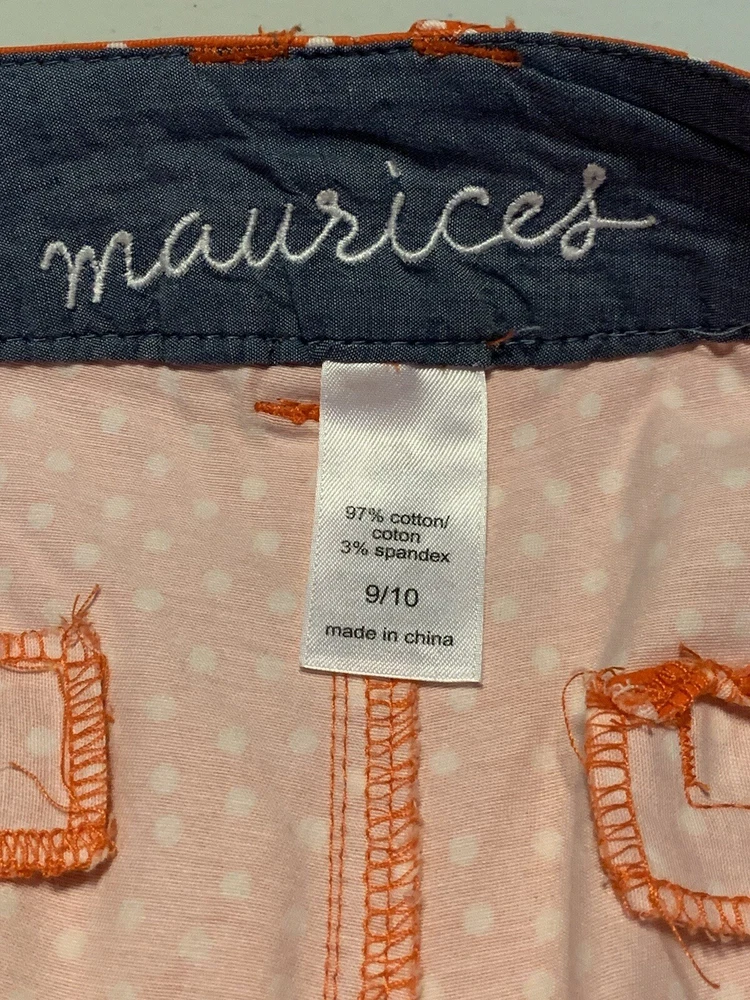 maurices
97% cotton/
coton
3% spandex
9/10
made in china